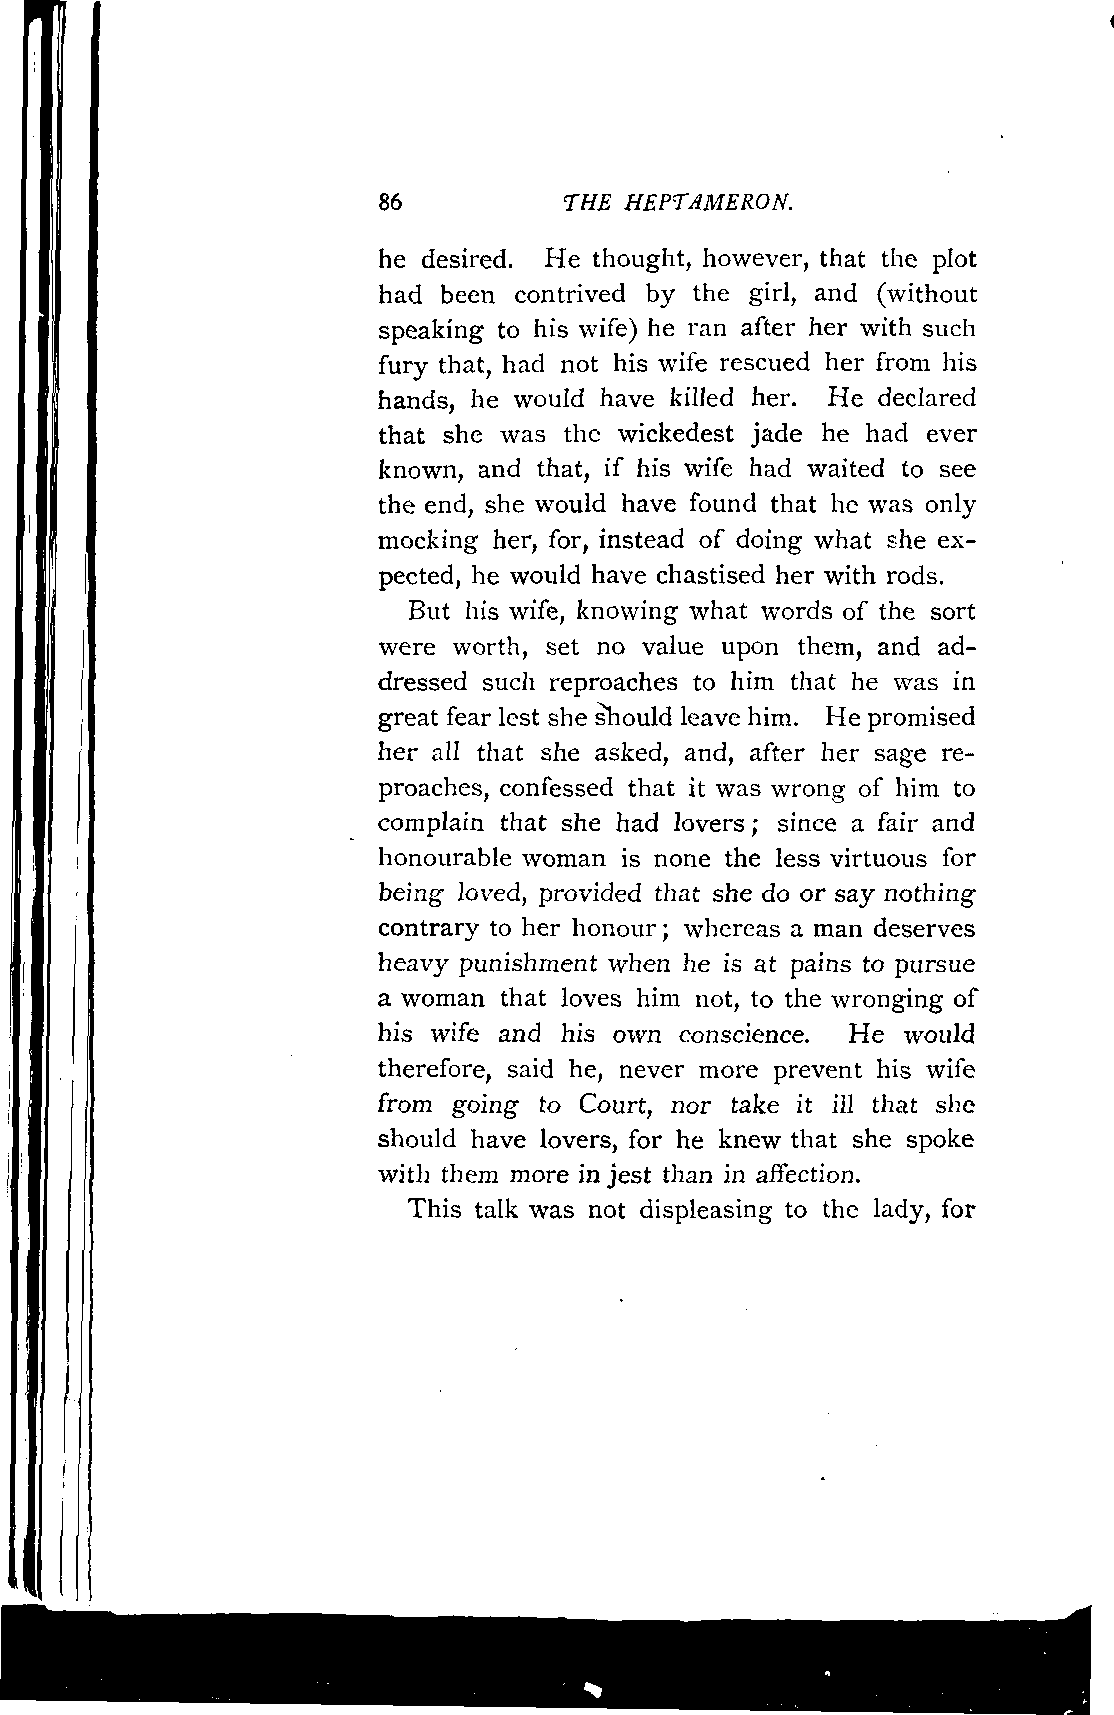 86 THE HEPTAMERON.
he desired. He thought, however, that the plot
had been contrived by the girl, and (without
speaking to his wife) he ran after her with such
fury that, had not his wife rescued her from his
hands, he would have killed her. He declared
that she was the wickedest jade he had ever
known, and that, if his wife had waited to see
the end, she would have found that he was only
mocking her, for, instead of doing what she ex-
pected, he would have chastised her with rods.
But his wife, knowing what words of the sort
were worth, set no value upon them, and ad-
dressed such reproaches to him that he was in
great fear lest she should leave him. He promised
her all that she asked, and, after her sage re-
proaches, confessed that it was wrong of him to
complain that she had lovers; since a fair and
honourable woman is none the less virtuous for
being loved, provided that she do or say nothing
contrary to her honour; whereas a man deserves
heavy punishment when he is at pains to pursue
a woman that loves him not, to the wronging of
his wife and his own conscience. He would
therefore, said he, never more prevent his wife
from going to Court, nor take it ill that she
should have lovers, for he knew that she spoke
with them more in jest than in affection.
This talk was not displeasing to the lady, for